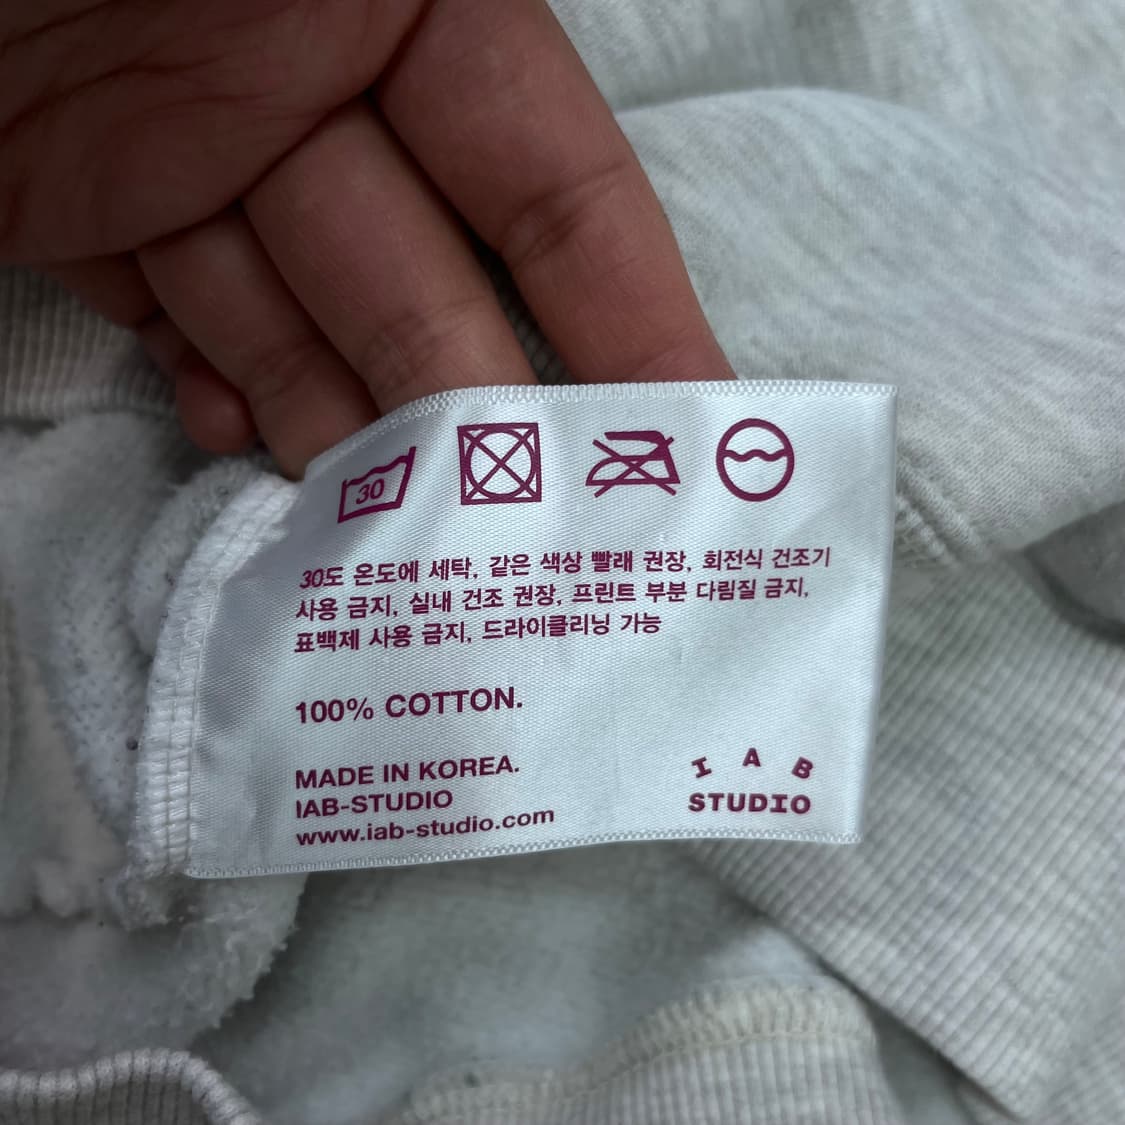 30
30도 온도에 세탁, 같은 색상 빨래 권장, 회전식 건조기
사용 금지, 실내 건조 권장, 프린트 부분 다림질 금지,
표백제 사용 금지, 드라이클리닝 가능
100% COTTON.
MADE IN KOREA.
IAB-STUDIO
www.iab-studio.com
I A B
STUDIO